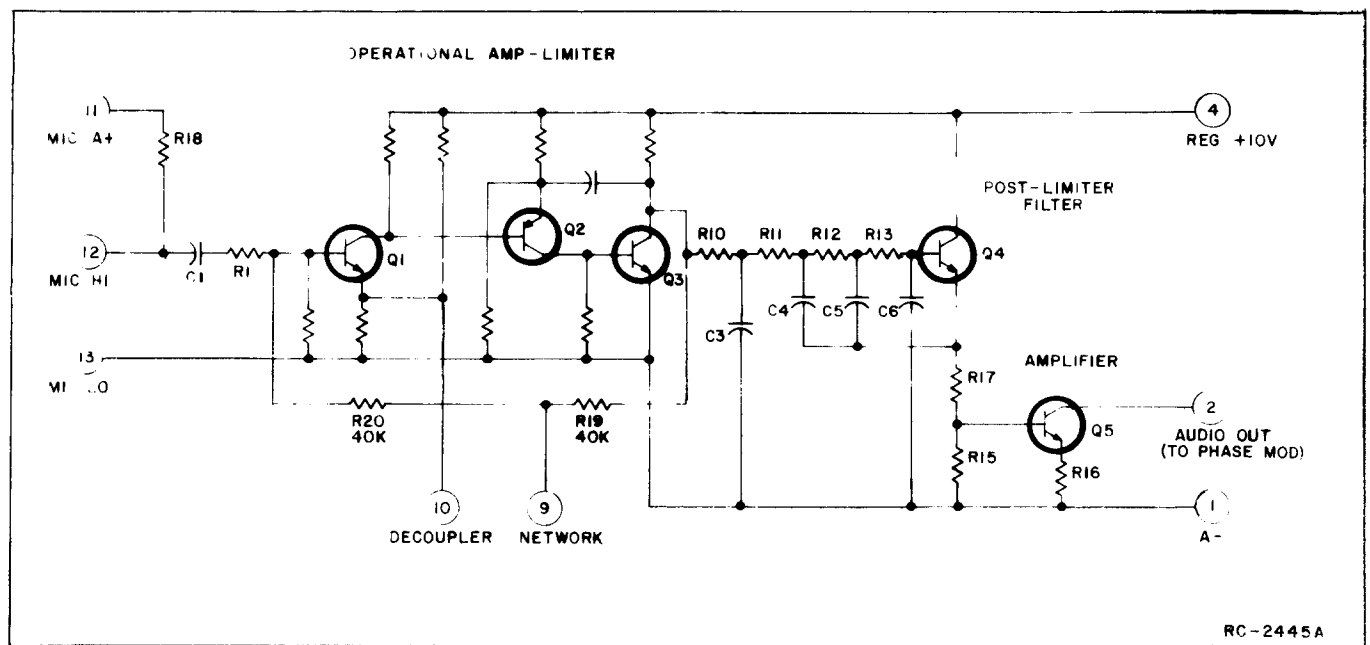 OPERATIONAL AMP-LIMITER
11
MIC A+
R18
4
REG +10V
POST-LIMITER
FILTER
12
MIC HI
C1
R1
Q1
Q2
Q3
R10
R11
R12
R13
Q4
C3
C4
C5
C6
13
R20
40K
R19
40K
R17
AMPLIFIER
Q5
2
AUDIO OUT
(TO PHASE MOD)
R15
R16
10
DECOUPLER
9
NETWORK
1
A-
RC-2445A